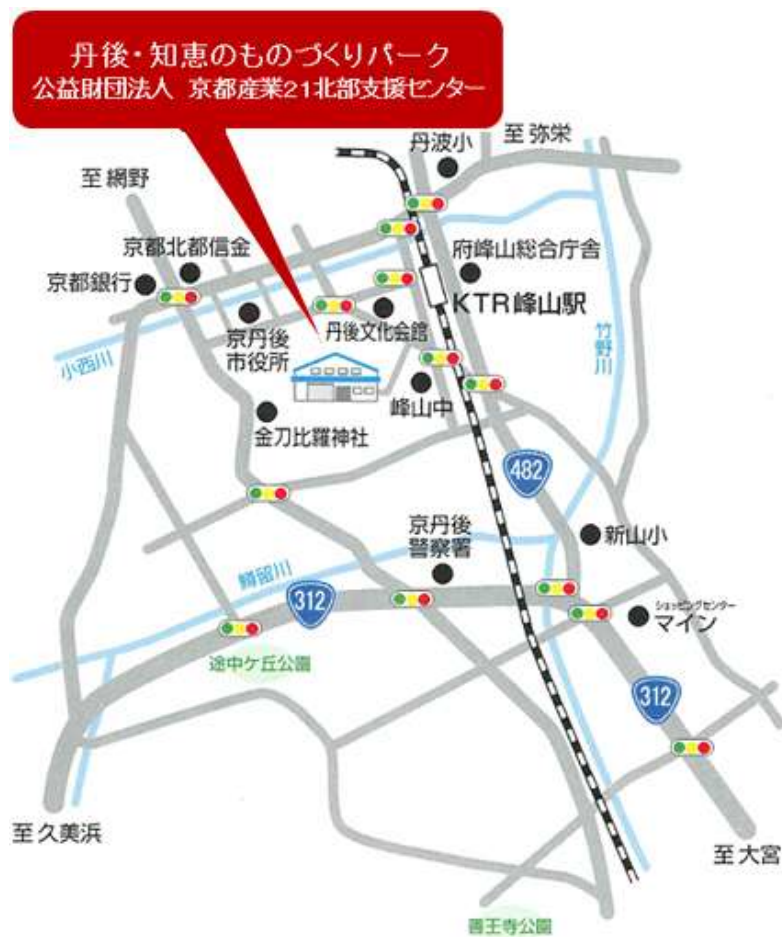 丹後・知恵のものづくりパーク
公益財団法人 京都産業21北部支援センター
至 弥栄
丹波小
至 網野
京都北都信金
府峰山総合庁舎
京都銀行
KTR峰山駅
丹後文化会館
京丹後
市役所
竹野川
小西川
峰山中
金刀比羅神社
482
京丹後
警察署
新山小
鱒留川
312
ショッピングセンター
マイン
途中ケ丘公園
312
至 久美浜
至 大宮
善王寺公園